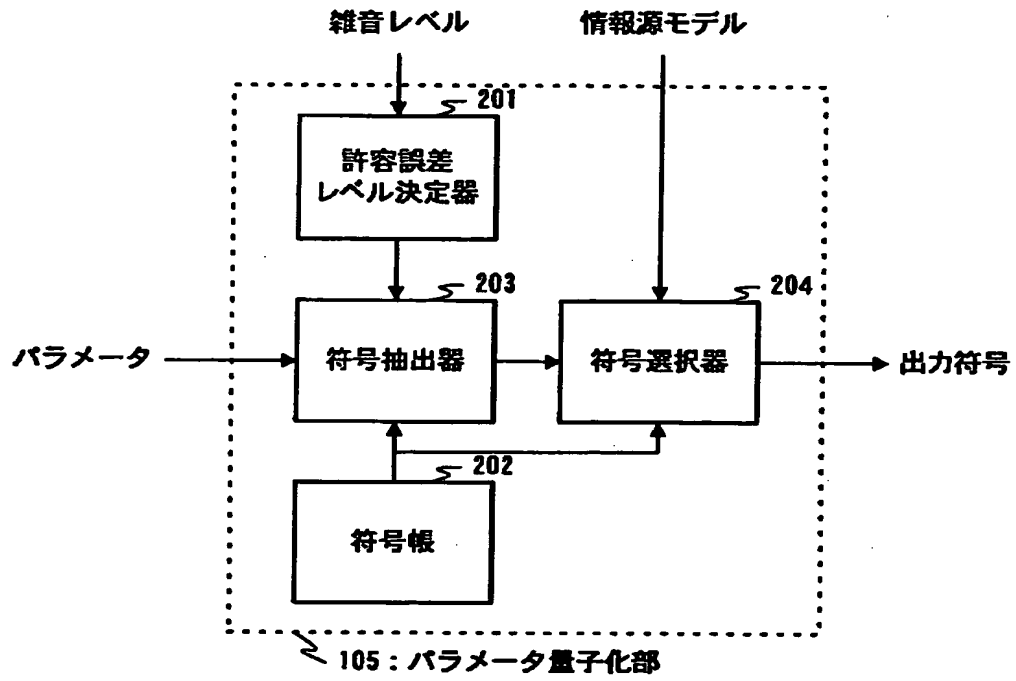 雑音レベル
情報源モデル
201
許容誤差
レベル決定器
203
204
パラメータ
符号抽出器
符号選択器
出力符号
202
符号帳
105：パラメータ量子化部